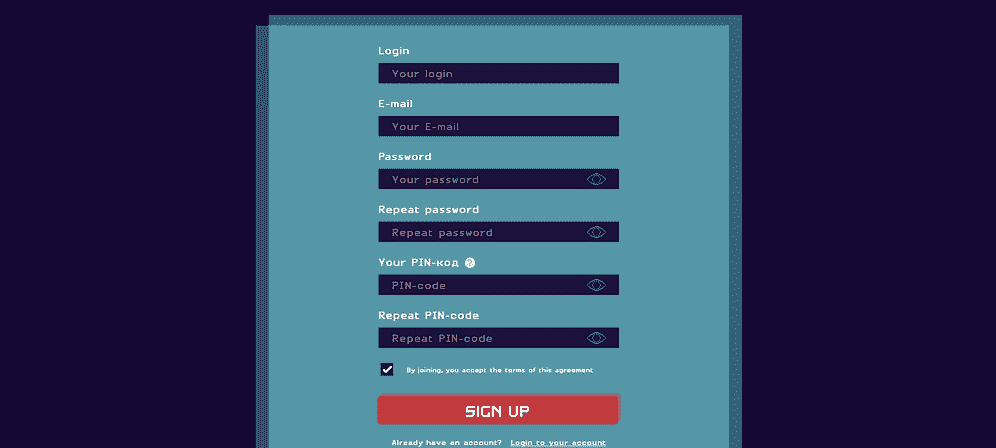 Login
Your login
E-mail
Your E-mail
Password
Your password
Repeat password
Repeat password
Your PIN-код ?
PIN-code
Repeat PIN-code
Repeat PIN-code
By joining, you accept the terms of this agreement
SIGN UP
Already have an account? Login to your account